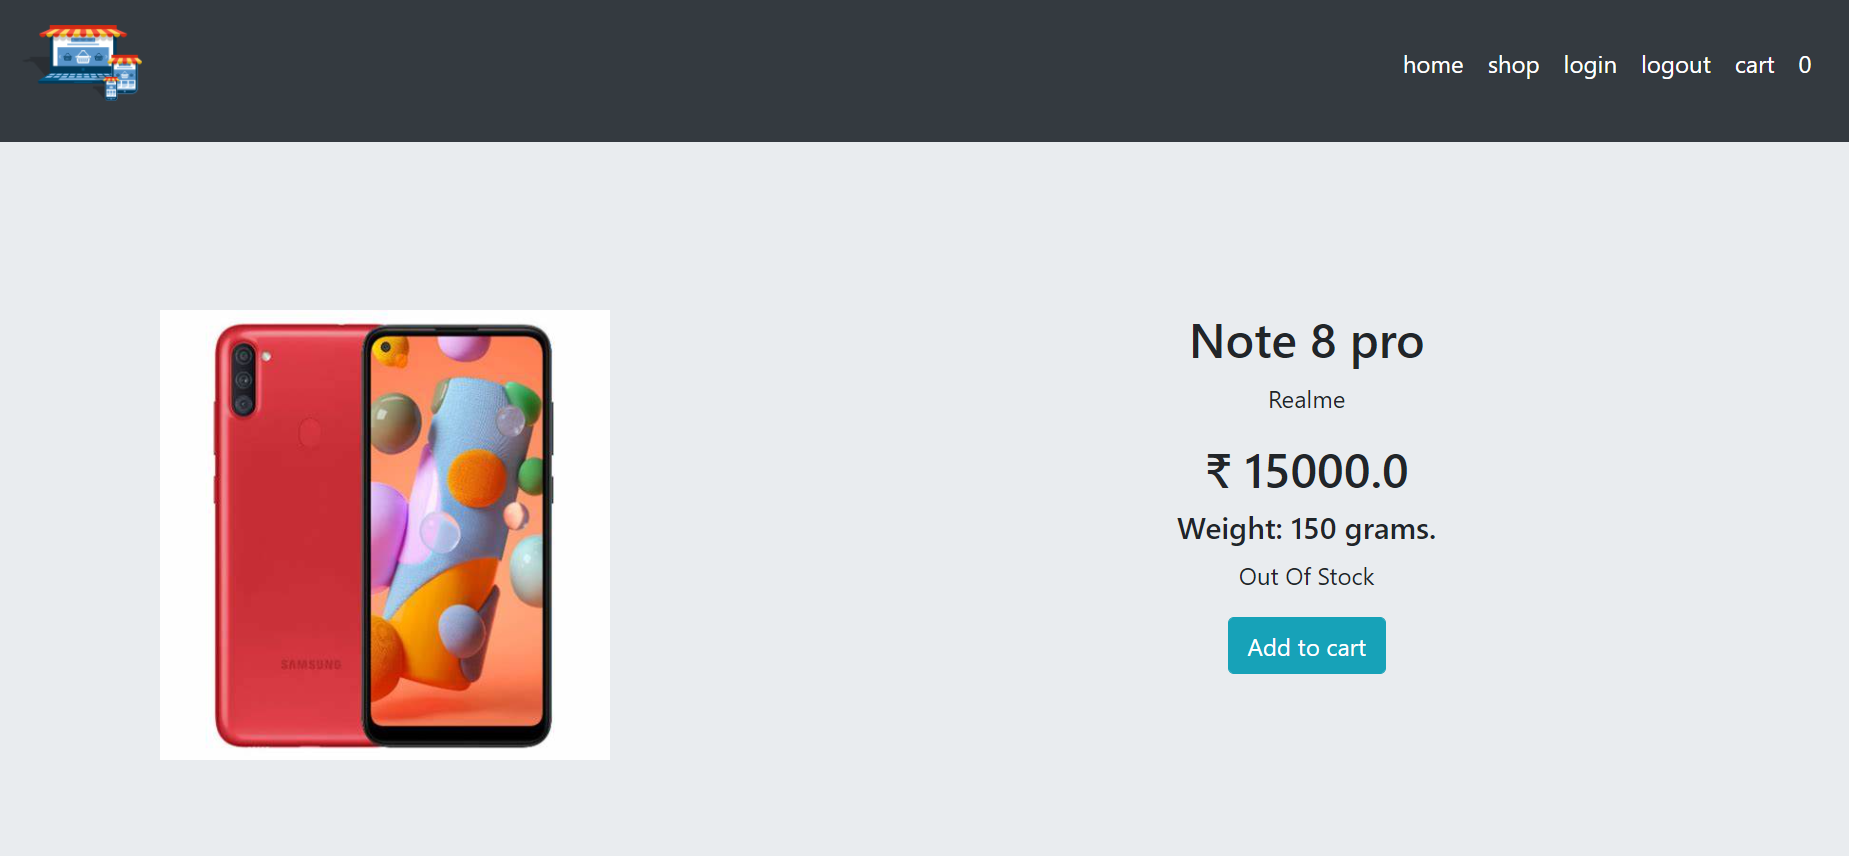 home shop login logout cart 0
Note 8 pro
Realme
₹ 15000.0
Weight: 150 grams.
Out Of Stock
Add to cart
SAMSUNG